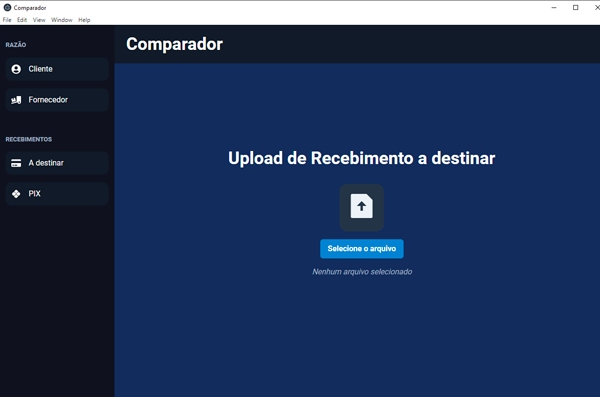 Comparador
File Edit View Window Help
RAZÃO
Cliente
Fornecedor
RECEBIMENTOS
A destinar
PIX
Comparador
Upload de Recebimento a destinar
Selecione o arquivo
Nenhum arquivo selecionado